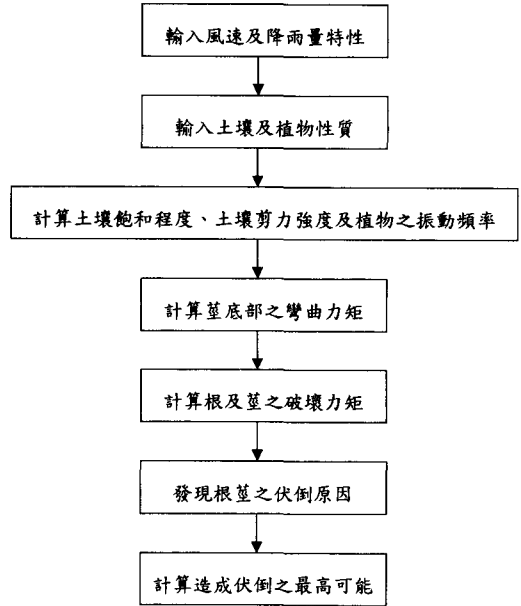 輸入風速及降雨量特性
輸入土壤及植物性質
計算土壤飽和程度、土壤剪力強度及植物之振動頻率
計算莖底部之彎曲力矩
計算根及莖之破壞力矩
發現根莖之伏倒原因
計算造成伏倒之最高可能